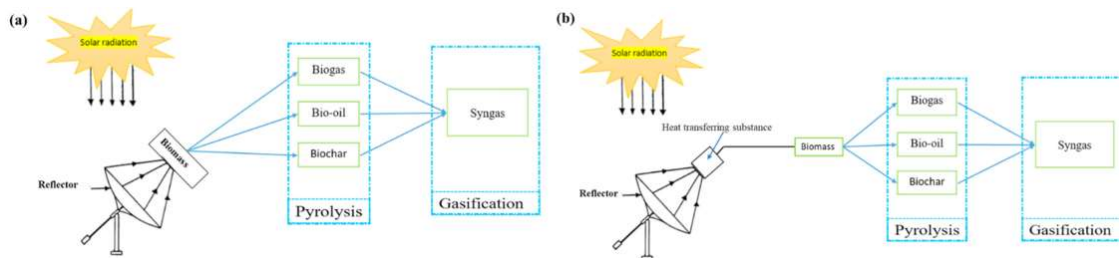 (a)
Solar radiation
Biomass
Reflector
Biogas
Bio-oil
Biochar
Pyrolysis
Syngas
Gasification
(b)
Solar radiation
Heat transferring substance
Reflector
Biomass
Biogas
Bio-oil
Biochar
Pyrolysis
Syngas
Gasification